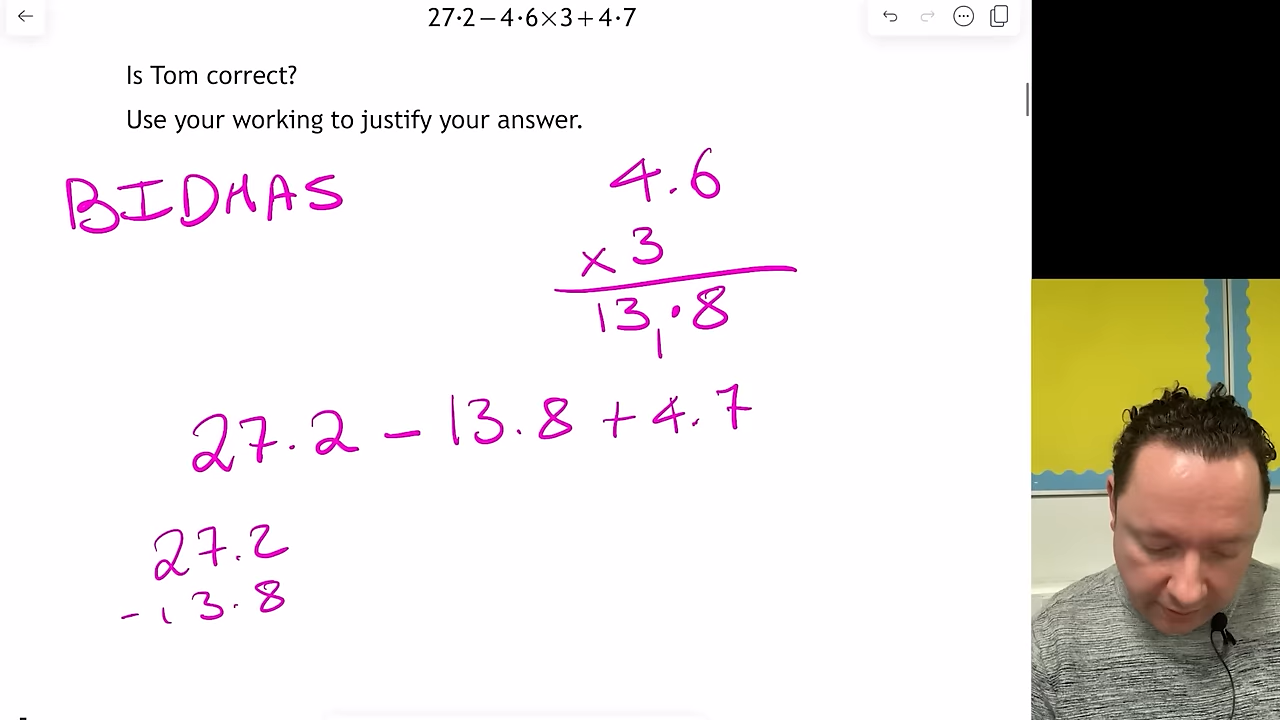 27·2−4·6×3+4·7
Is Tom correct?
Use your working to justify your answer.
BIDMAS
4.6
× 3
13.8
1
27.2 − 13.8 + 4.7
27.2
- 13.8